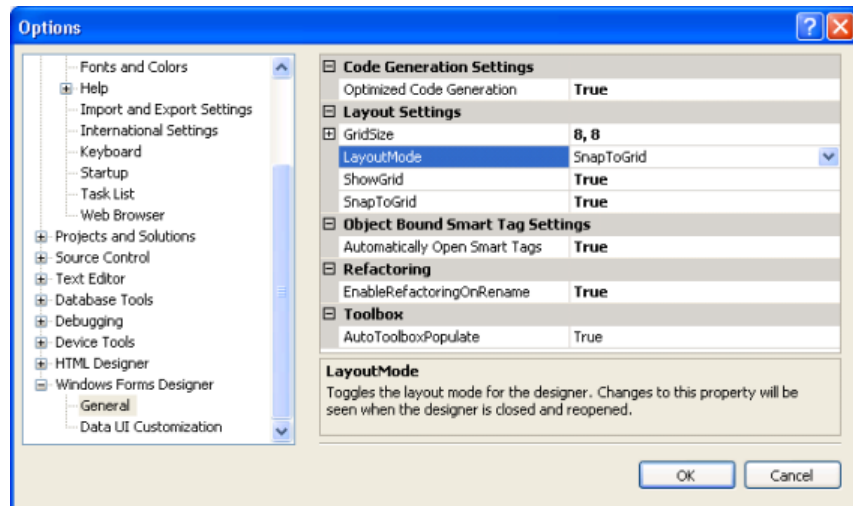 Options
Fonts and Colors
Help
Import and Export Settings
International Settings
Keyboard
Startup
Task List
Web Browser
Projects and Solutions
Source Control
Text Editor
Database Tools
Debugging
Device Tools
HTML Designer
Windows Forms Designer
General
Data UI Customization
Code Generation Settings
Optimized Code Generation True
Layout Settings
GridSize 8, 8
LayoutMode SnapToGrid
ShowGrid True
SnapToGrid True
Object Bound Smart Tag Settings
Automatically Open Smart Tags True
Refactoring
EnableRefactoringOnRename True
Toolbox
AutoToolboxPopulate True
LayoutMode
Toggles the layout mode for the designer. Changes to this property will be
seen when the designer is closed and reopened.
OK Cancel